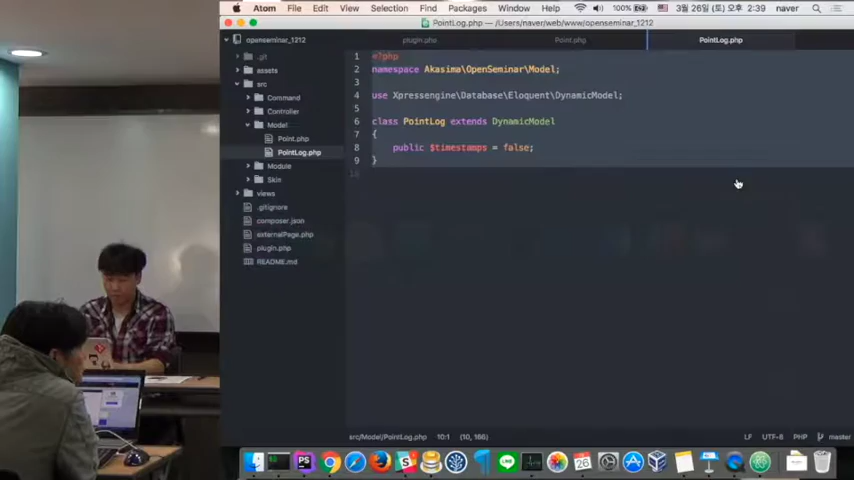 Atom File Edit View Selection Find Packages Window Help 100% 3월 26일 (토) 오후 2:39 naver
PointLog.php — /Users/naver/web/www/openseminar_1212
openseminar_1212
plugin.php Point.php PointLog.php
.git
assets
src
Command
Controller
Model
Point.php
PointLog.php
Module
Skin
views
.gitignore
composer.json
externalPage.php
plugin.php
README.md
1 <?php
2 namespace Akasima\OpenSeminar\Model;
3
4 use Xpressengine\Database\Eloquent\DynamicModel;
5
6 class PointLog extends DynamicModel
7 {
8 public $timestamps = false;
9 }
10
src/Model/PointLog.php 10:1 (10, 166) LF UTF-8 PHP master